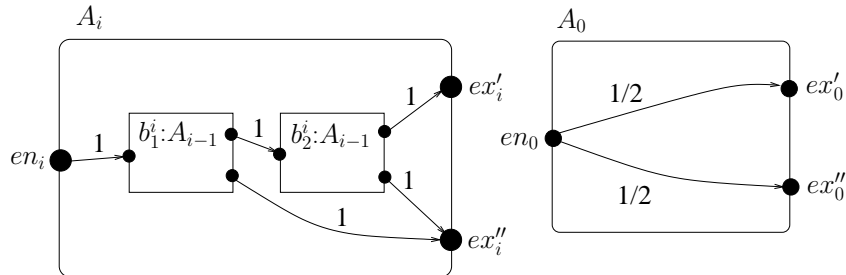 A_i
A_0
1
ex'_i
b^i_1:A_{i-1}
1
b^i_2:A_{i-1}
en_i
1
1
1
ex''_i
1/2
ex'_0
en_0
1/2
ex''_0